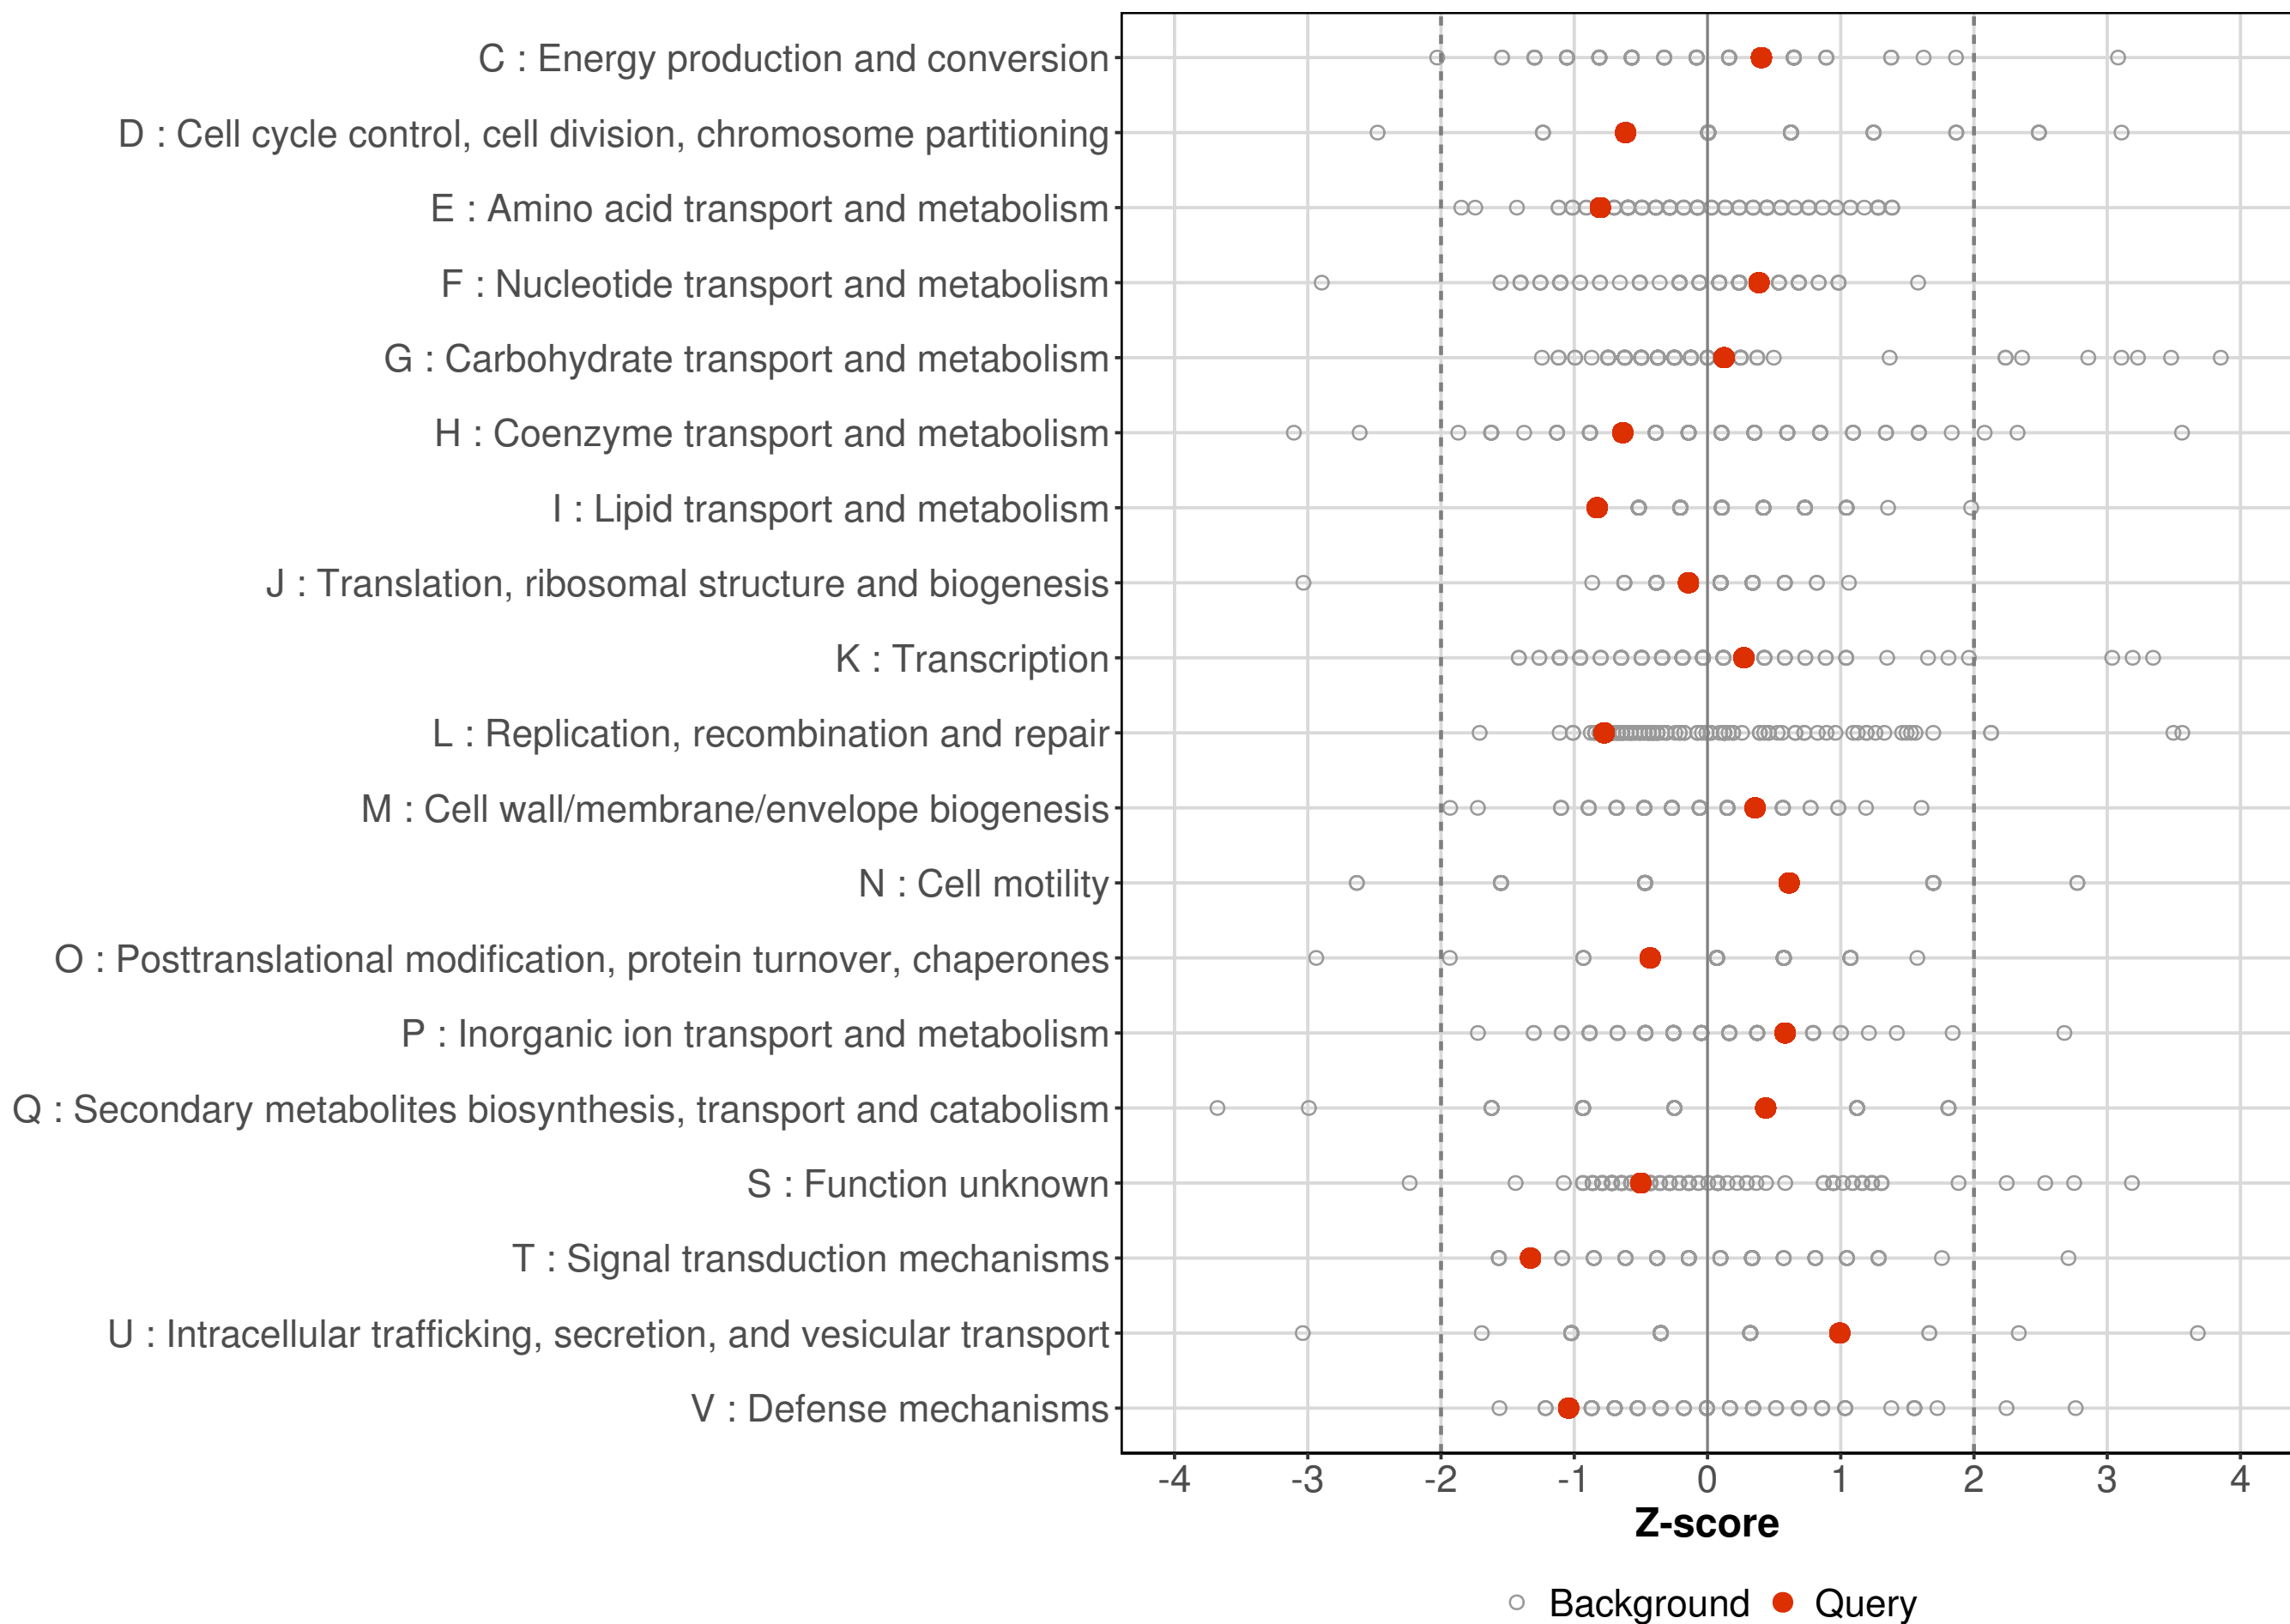 C : Energy production and conversion
D : Cell cycle control, cell division, chromosome partitioning
E : Amino acid transport and metabolism
F : Nucleotide transport and metabolism
G : Carbohydrate transport and metabolism
H : Coenzyme transport and metabolism
I : Lipid transport and metabolism
J : Translation, ribosomal structure and biogenesis
K : Transcription
L : Replication, recombination and repair
M : Cell wall/membrane/envelope biogenesis
N : Cell motility
O : Posttranslational modification, protein turnover, chaperones
P : Inorganic ion transport and metabolism
Q : Secondary metabolites biosynthesis, transport and catabolism
S : Function unknown
T : Signal transduction mechanisms
U : Intracellular trafficking, secretion, and vesicular transport
V : Defense mechanisms
-4 -3 -2 -1 0 1 2 3 4
Z-score
Background Query